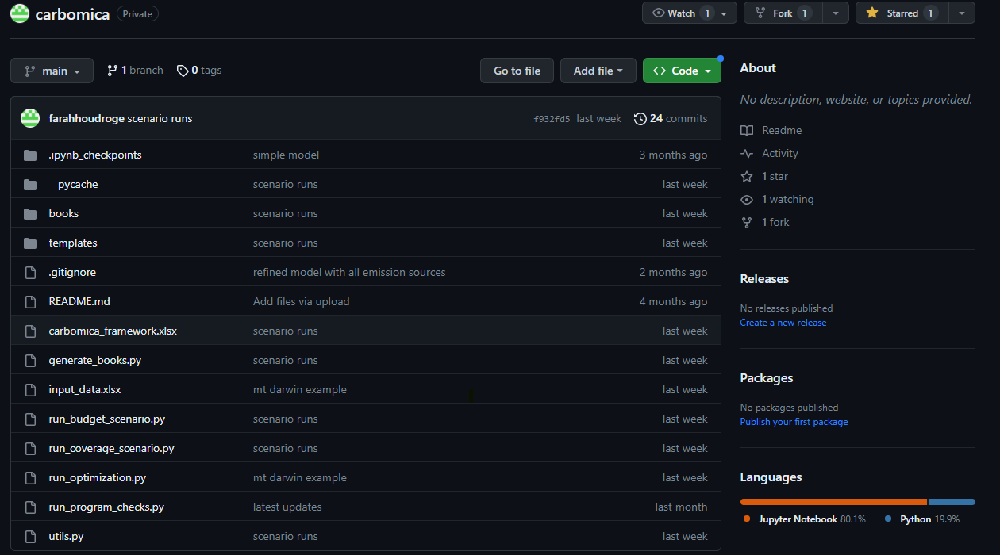 carbomica Private Watch 1 Fork 1 Starred 1
main 1 branch 0 tags Go to file Add file Code
farahhoudroge scenario runs f932fd5 last week 24 commits
.ipynb_checkpoints simple model 3 months ago
__pycache__ scenario runs last week
books scenario runs last week
templates scenario runs last week
.gitignore refined model with all emission sources 2 months ago
README.md Add files via upload 4 months ago
carbomica_framework.xlsx scenario runs last week
generate_books.py scenario runs last week
input_data.xlsx mt darwin example last week
run_budget_scenario.py scenario runs last week
run_coverage_scenario.py scenario runs last week
run_optimization.py mt darwin example last week
run_program_checks.py latest updates last month
utils.py scenario runs last week
About
No description, website, or topics provided.
Readme
Activity
1 star
1 watching
1 fork
Releases
No releases published
Create a new release
Packages
No packages published
Publish your first package
Languages
Jupyter Notebook 80.1% Python 19.9%